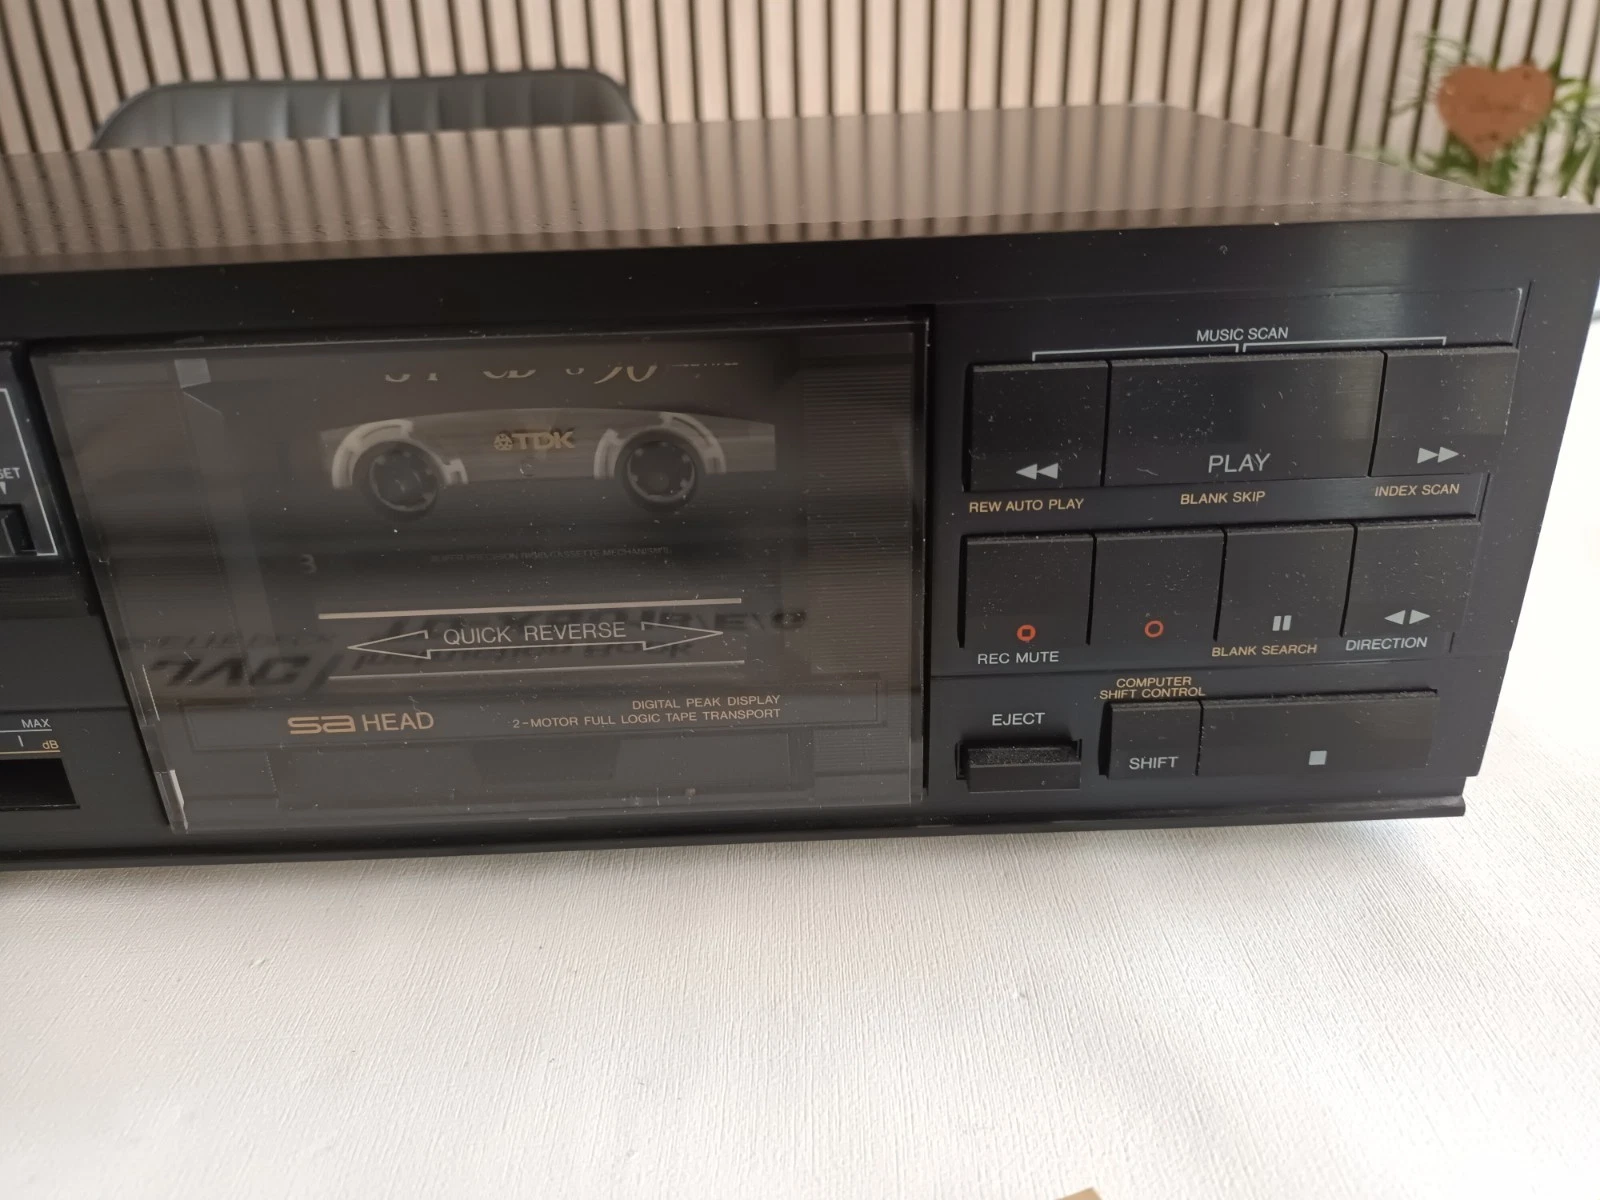 MUSIC SCAN
PLAY
REW AUTO PLAY
BLANK SKIP
INDEX SCAN
TDK
QUICK REVERSE
REC MUTE
BLANK SEARCH
DIRECTION
JVC
SA HEAD
DIGITAL PEAK DISPLAY
2-MOTOR FULL LOGIC TAPE TRANSPORT
COMPUTER
SHIFT CONTROL
EJECT
SHIFT
MAX
dB